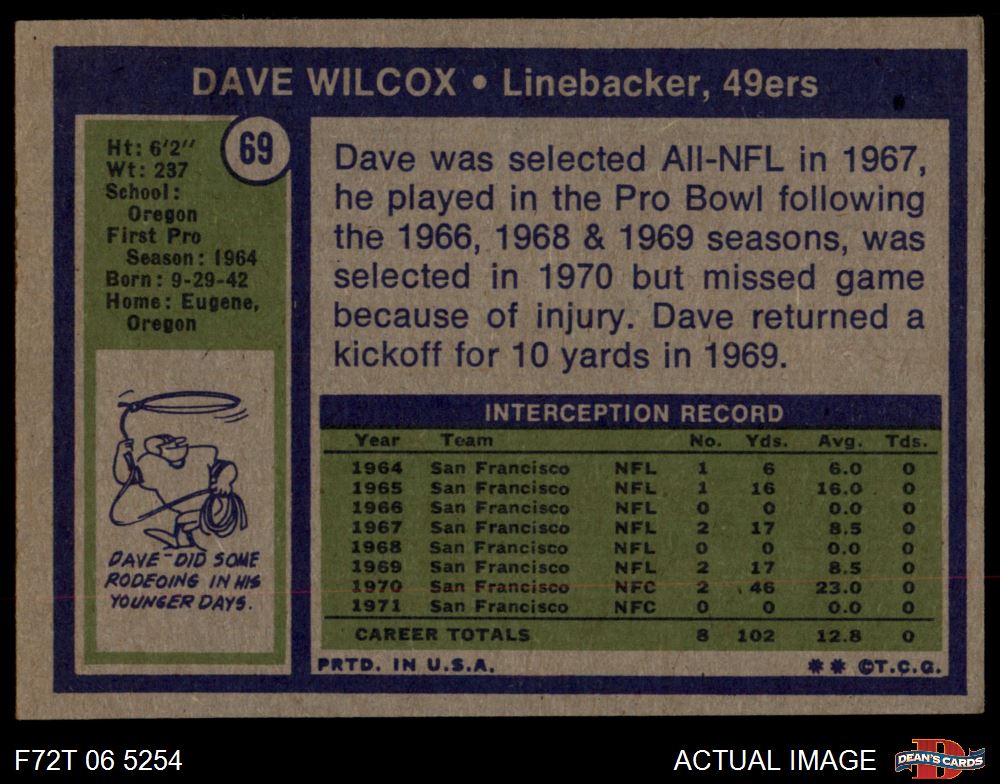 DAVE WILCOX • Linebacker, 49ers
69
Ht: 6'2"
Wt: 237
School:
Oregon
First Pro
Season: 1964
Born: 9-29-42
Home: Eugene,
Oregon
DAVE DID SOME
RODEOING IN HIS
YOUNGER DAYS.
Dave was selected All-NFL in 1967,
he played in the Pro Bowl following
the 1966, 1968 & 1969 seasons, was
selected in 1970 but missed game
because of injury. Dave returned a
kickoff for 10 yards in 1969.
INTERCEPTION RECORD
Year Team No. Yds. Avg. Tds.
1964 San Francisco NFL 1 6 6.0 0
1965 San Francisco NFL 1 16 16.0 0
1966 San Francisco NFL 0 0 0.0 0
1967 San Francisco NFL 2 17 8.5 0
1968 San Francisco NFL 0 0 0.0 0
1969 San Francisco NFL 2 17 8.5 0
1970 San Francisco NFC 2 46 23.0 0
1971 San Francisco NFC 0 0 0.0 0
CAREER TOTALS 8 102 12.8 0
PRTD. IN U.S.A. ** ©T.C.G.
F72T 06 5254 ACTUAL IMAGE DEAN'S CARDS